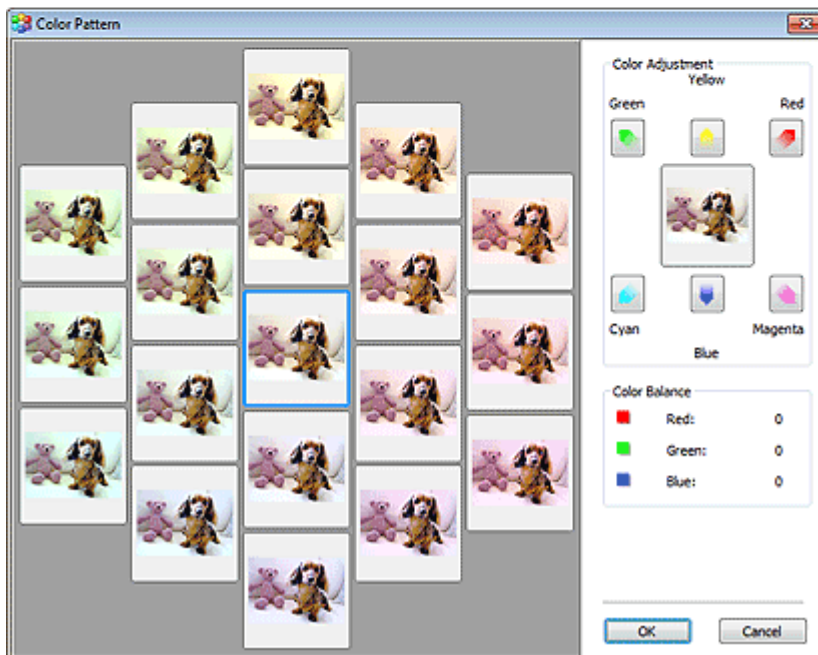 Color Pattern
Color Adjustment
Yellow
Green Red
Cyan Magenta
Blue
Color Balance
Red: 0
Green: 0
Blue: 0
OK Cancel